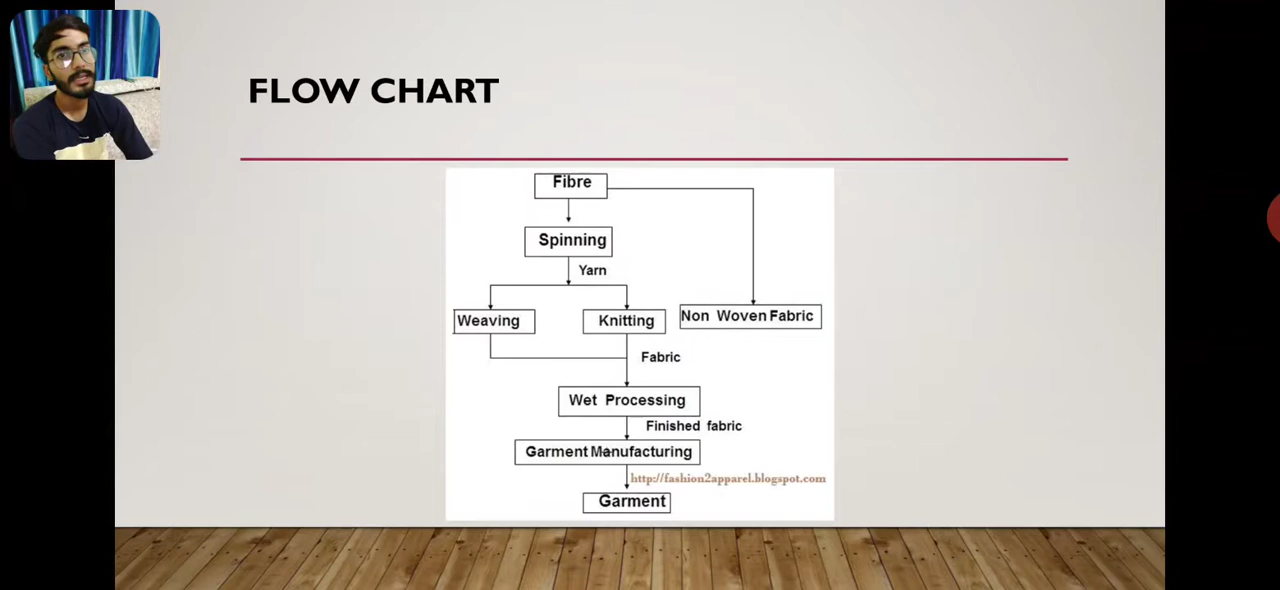 FLOW CHART
Fibre
Spinning
Yarn
Weaving
Knitting
Non Woven Fabric
Fabric
Wet Processing
Finished fabric
Garment Manufacturing
http://fashion2apparel.blogspot.com
Garment